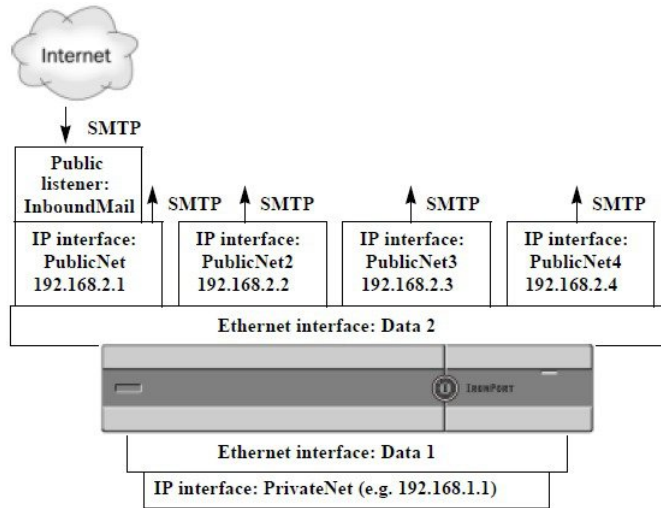 Internet
SMTP
Public
listener:
InboundMail
SMTP
SMTP
SMTP
SMTP
IP interface:
PublicNet
192.168.2.1
IP interface:
PublicNet2
192.168.2.2
IP interface:
PublicNet3
192.168.2.3
IP interface:
PublicNet4
192.168.2.4
Ethernet interface: Data 2
IRONPORT
Ethernet interface: Data 1
IP interface: PrivateNet (e.g. 192.168.1.1)